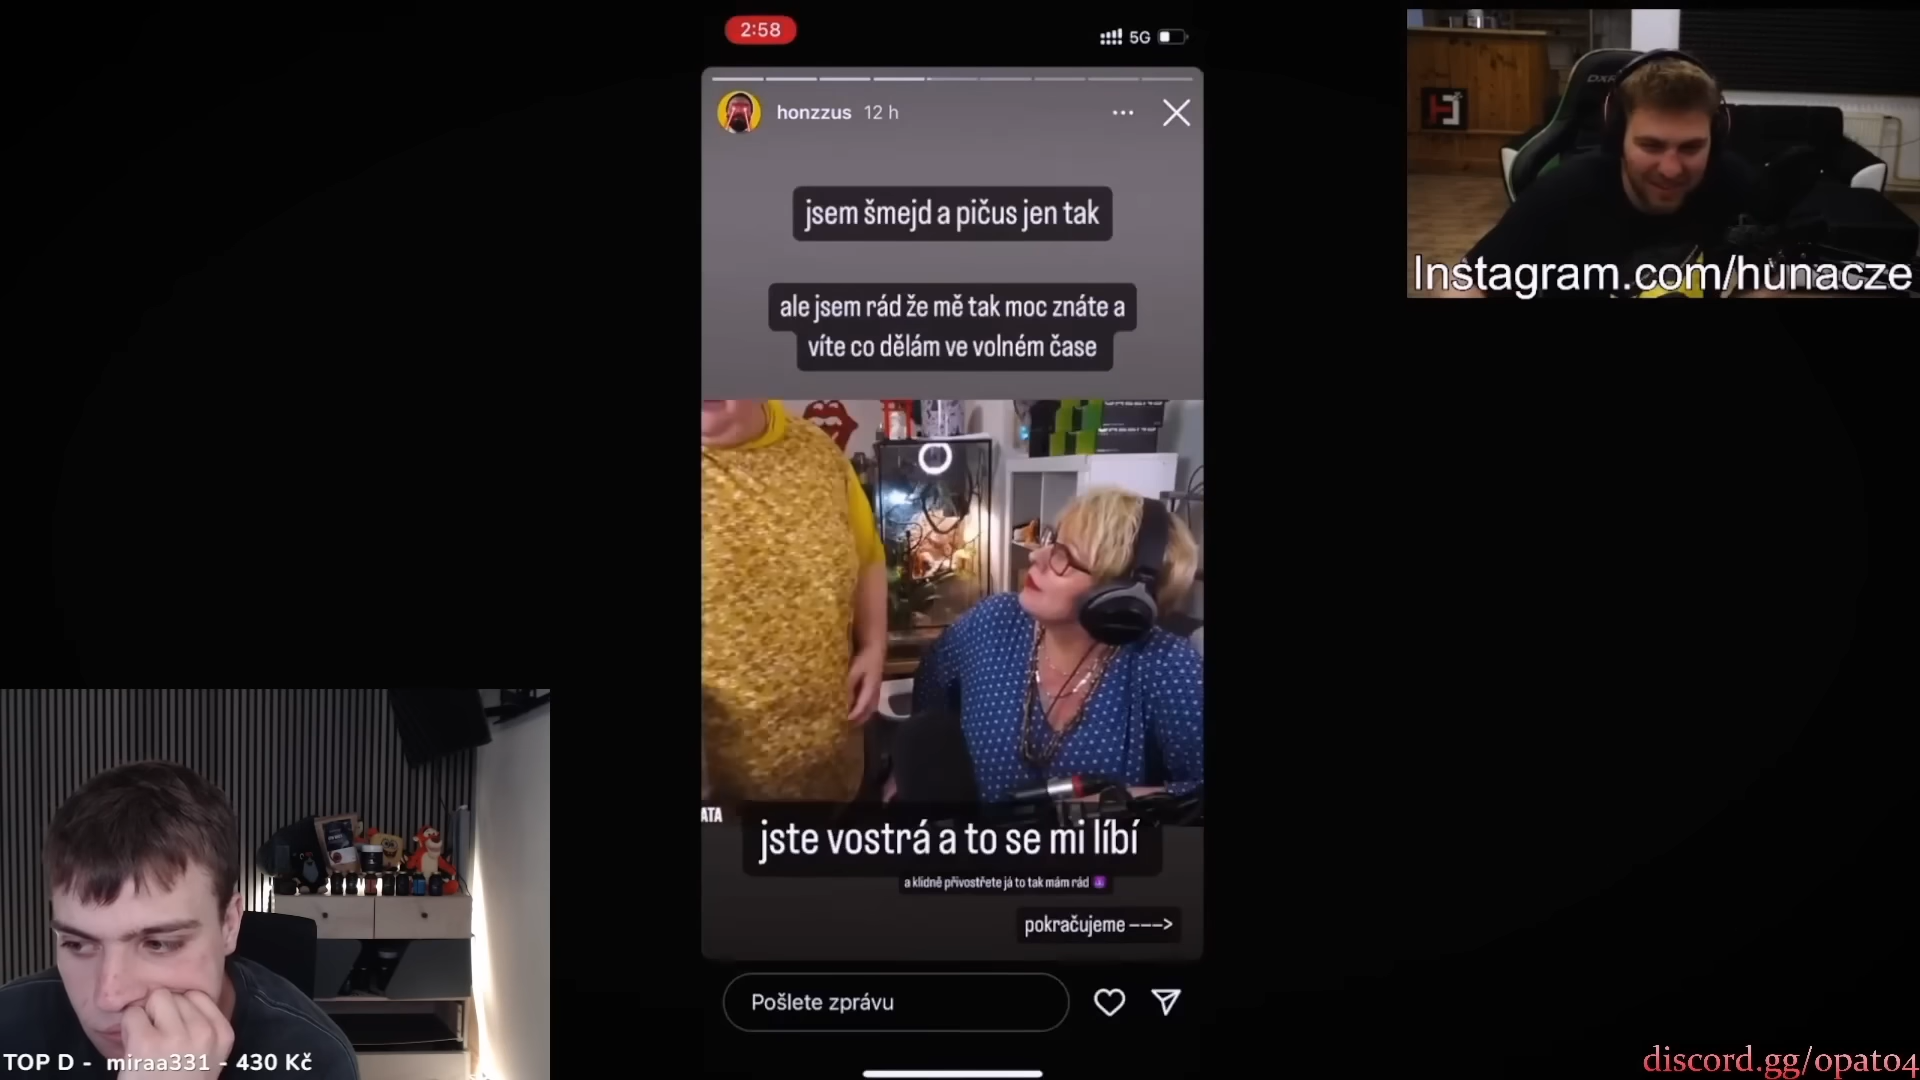 2:58
5G
honzzus 12 h
jsem šmejd a pičus jen tak
ale jsem rád že mě tak moc znáte a
víte co dělám ve volném čase
GREENS
ATA
jste vostrá a to se mi líbí
a klidně přivostřete já to tak mám rád
pokračujeme --->
Pošlete zprávu
Instagram.com/hunacze
TOP D - miraa331 - 430 Kč
discord.gg/opato4